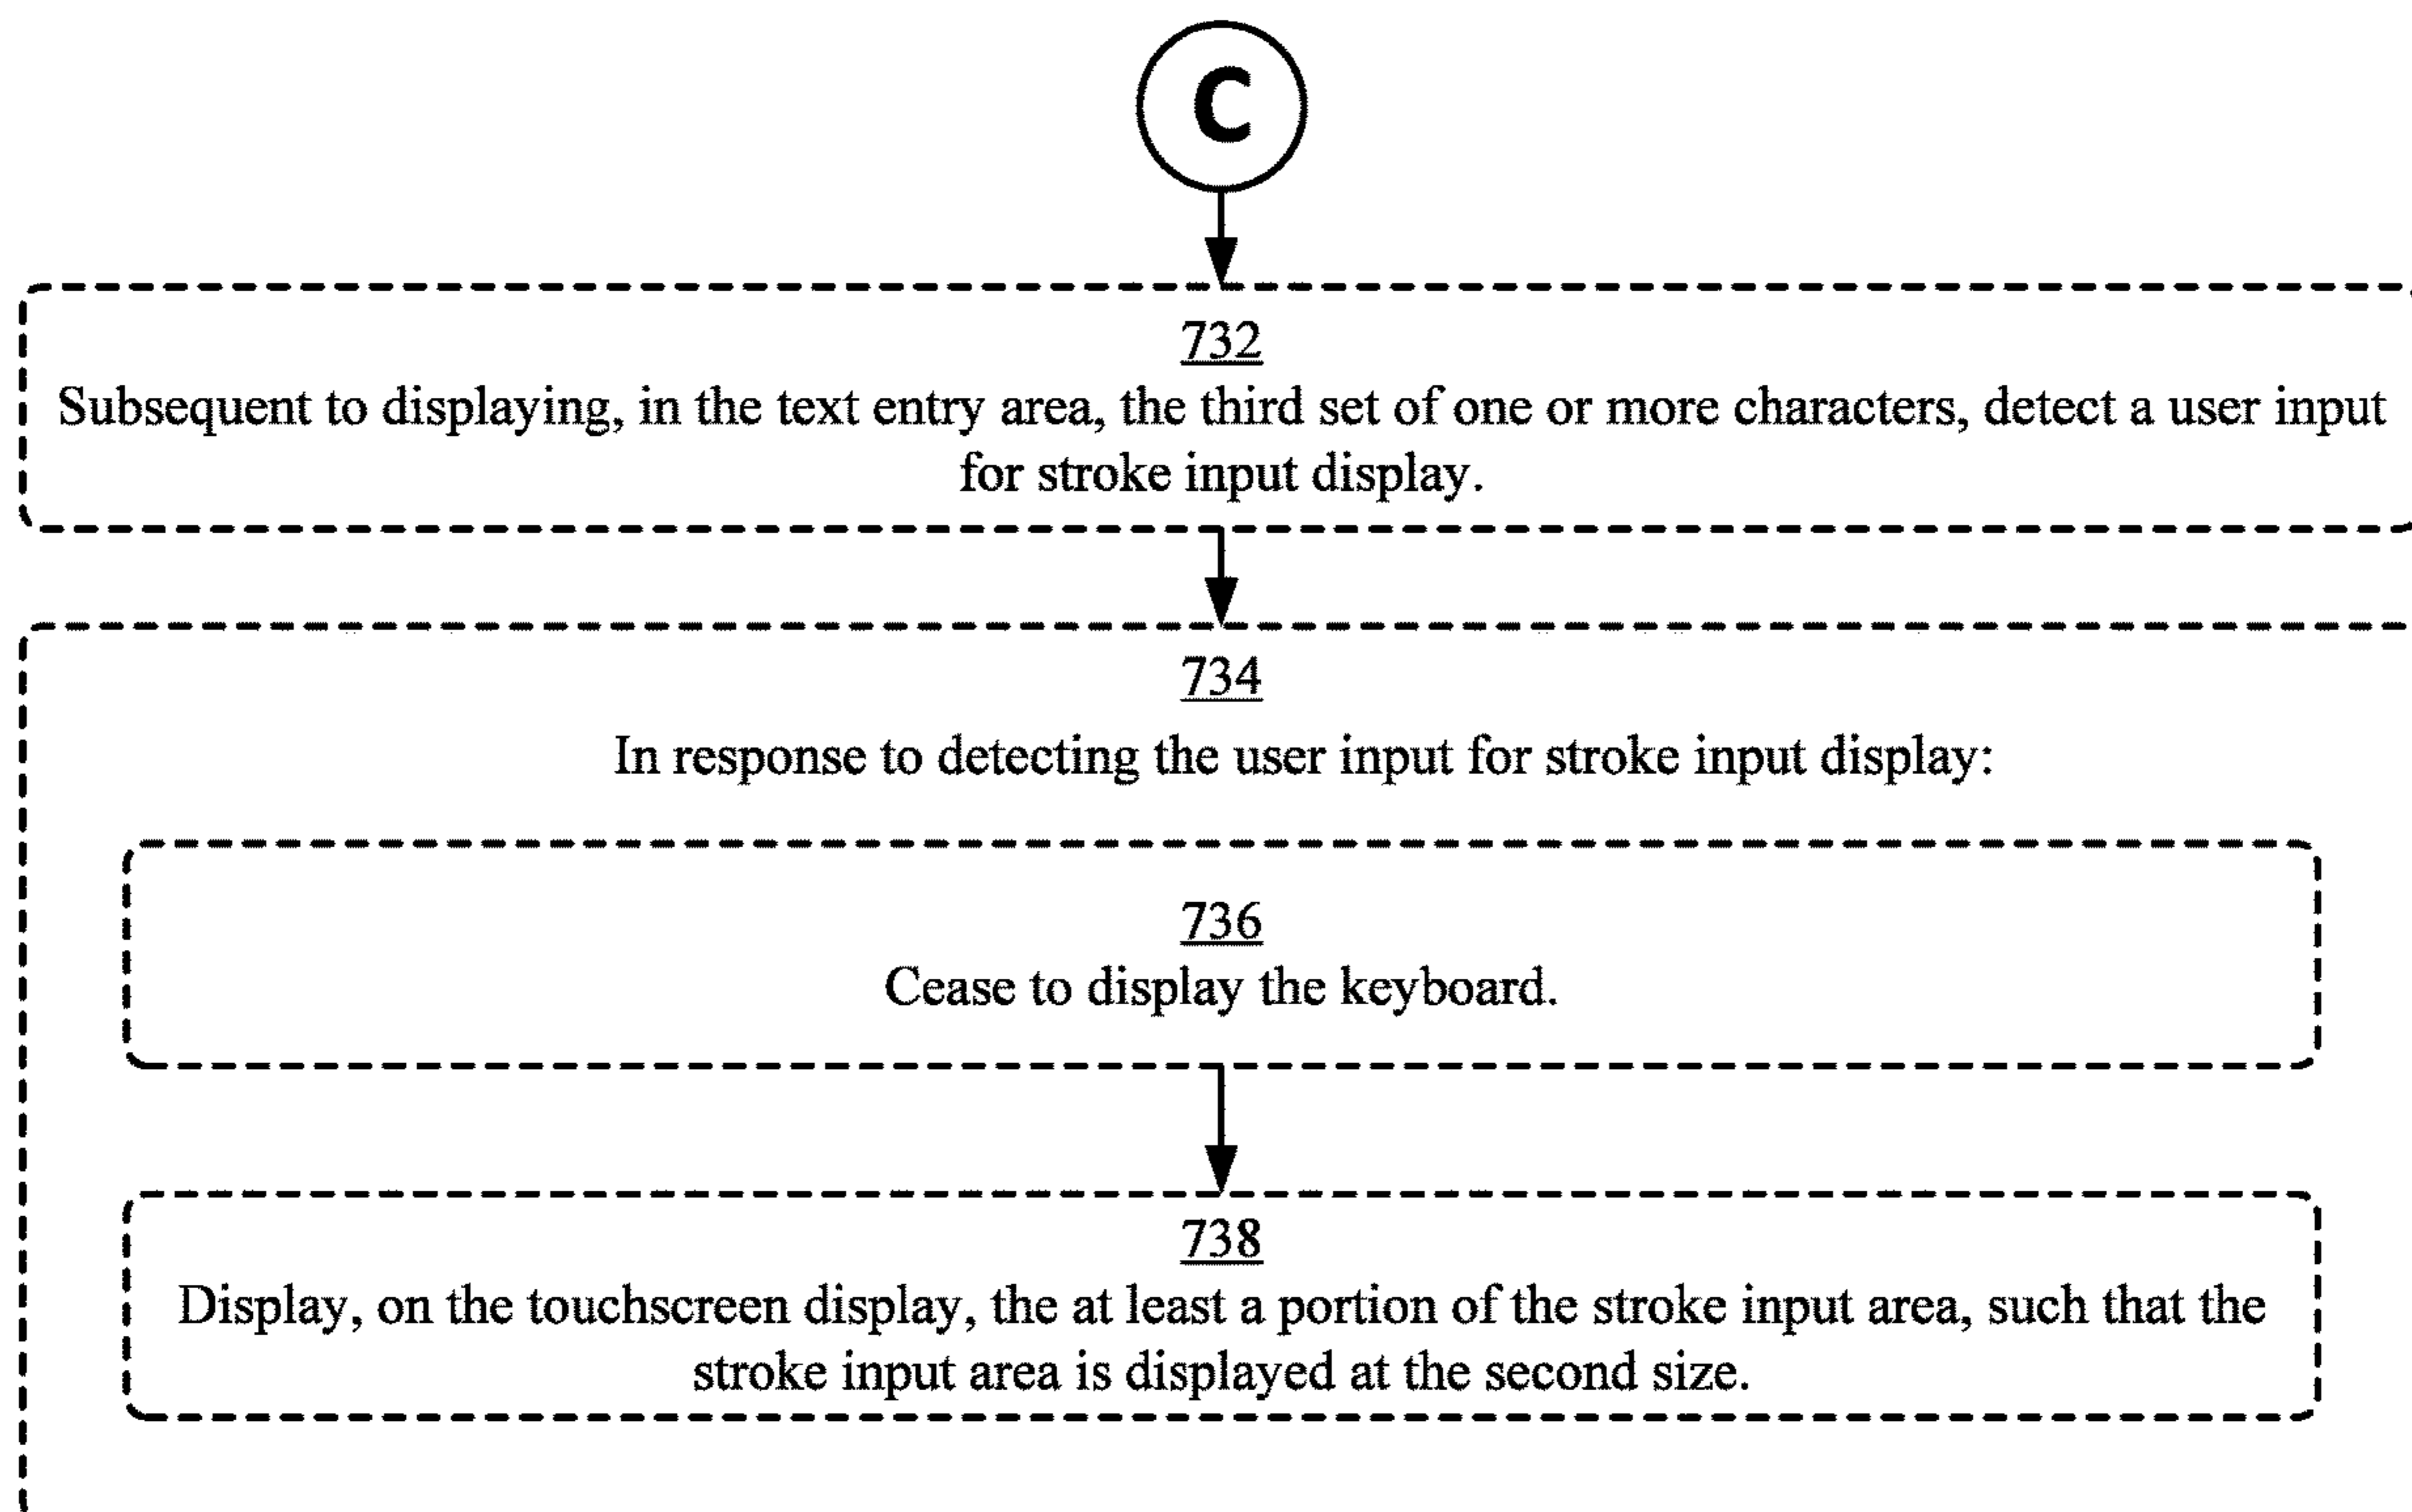 C
732
Subsequent to displaying, in the text entry area, the third set of one or more characters, detect a user input
for stroke input display.
734
In response to detecting the user input for stroke input display:
736
Cease to display the keyboard.
738
Display, on the touchscreen display, the at least a portion of the stroke input area, such that the
stroke input area is displayed at the second size.